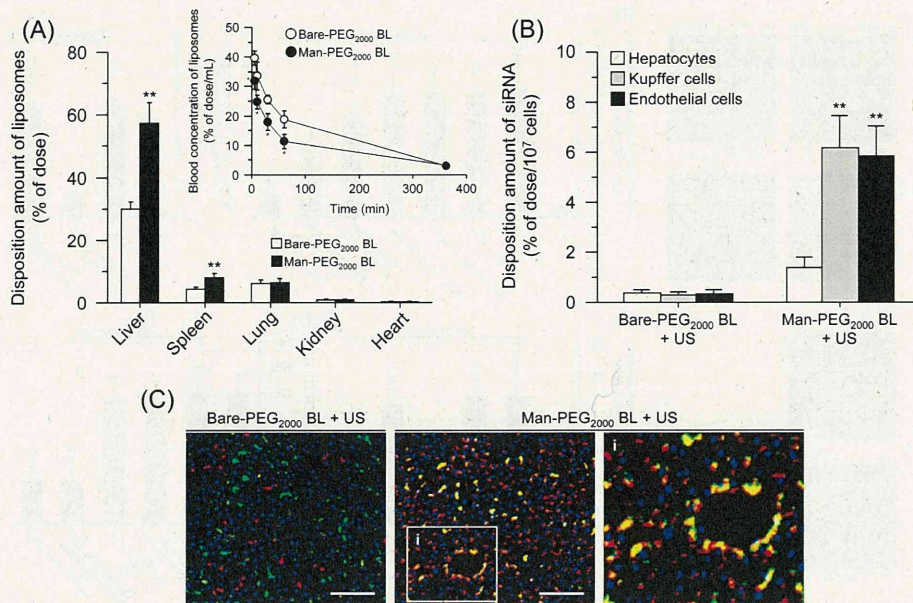 (A)
Disposition amount of liposomes
(% of dose)
80
60
40
20
0
**
**
Liver
Spleen
Lung
Kidney
Heart
Bare-PEG2000 BL
Man-PEG2000 BL
Blood concentration of liposomes
(% of dose/mL)
50
40
30
20
10
0
0
100
200
300
400
Time (min)
Bare-PEG2000 BL
Man-PEG2000 BL
(B)
Disposition amount of siRNA
(% of dose/10⁷ cells)
10
8
6
4
2
0
Hepatocytes
Kupffer cells
Endothelial cells
**
**
Bare-PEG2000 BL
+ US
Man-PEG2000 BL
+ US
(C)
Bare-PEG2000 BL + US
Man-PEG2000 BL + US
i
i